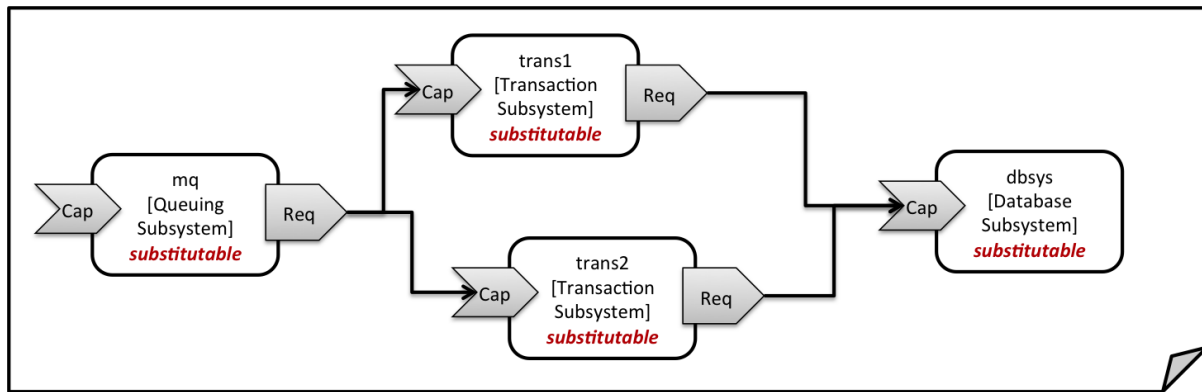 trans1
[Transaction
Subsystem]
substitutable
Cap
Req
mq
[Queuing
Subsystem]
substitutable
Cap
Req
dbsys
[Database
Subsystem]
substitutable
Cap
trans2
[Transaction
Subsystem]
substitutable
Cap
Req